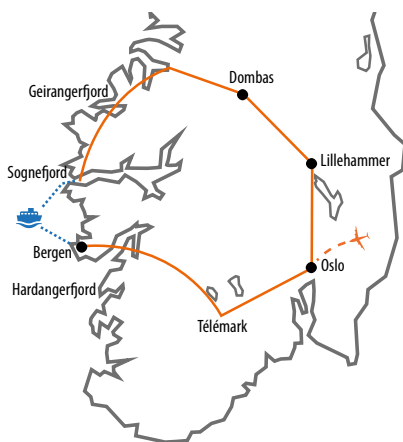 Dombas
Geirangerfjord
Lillehammer
Sognefjord
Bergen
Oslo
Hardangerfjord
Télémark